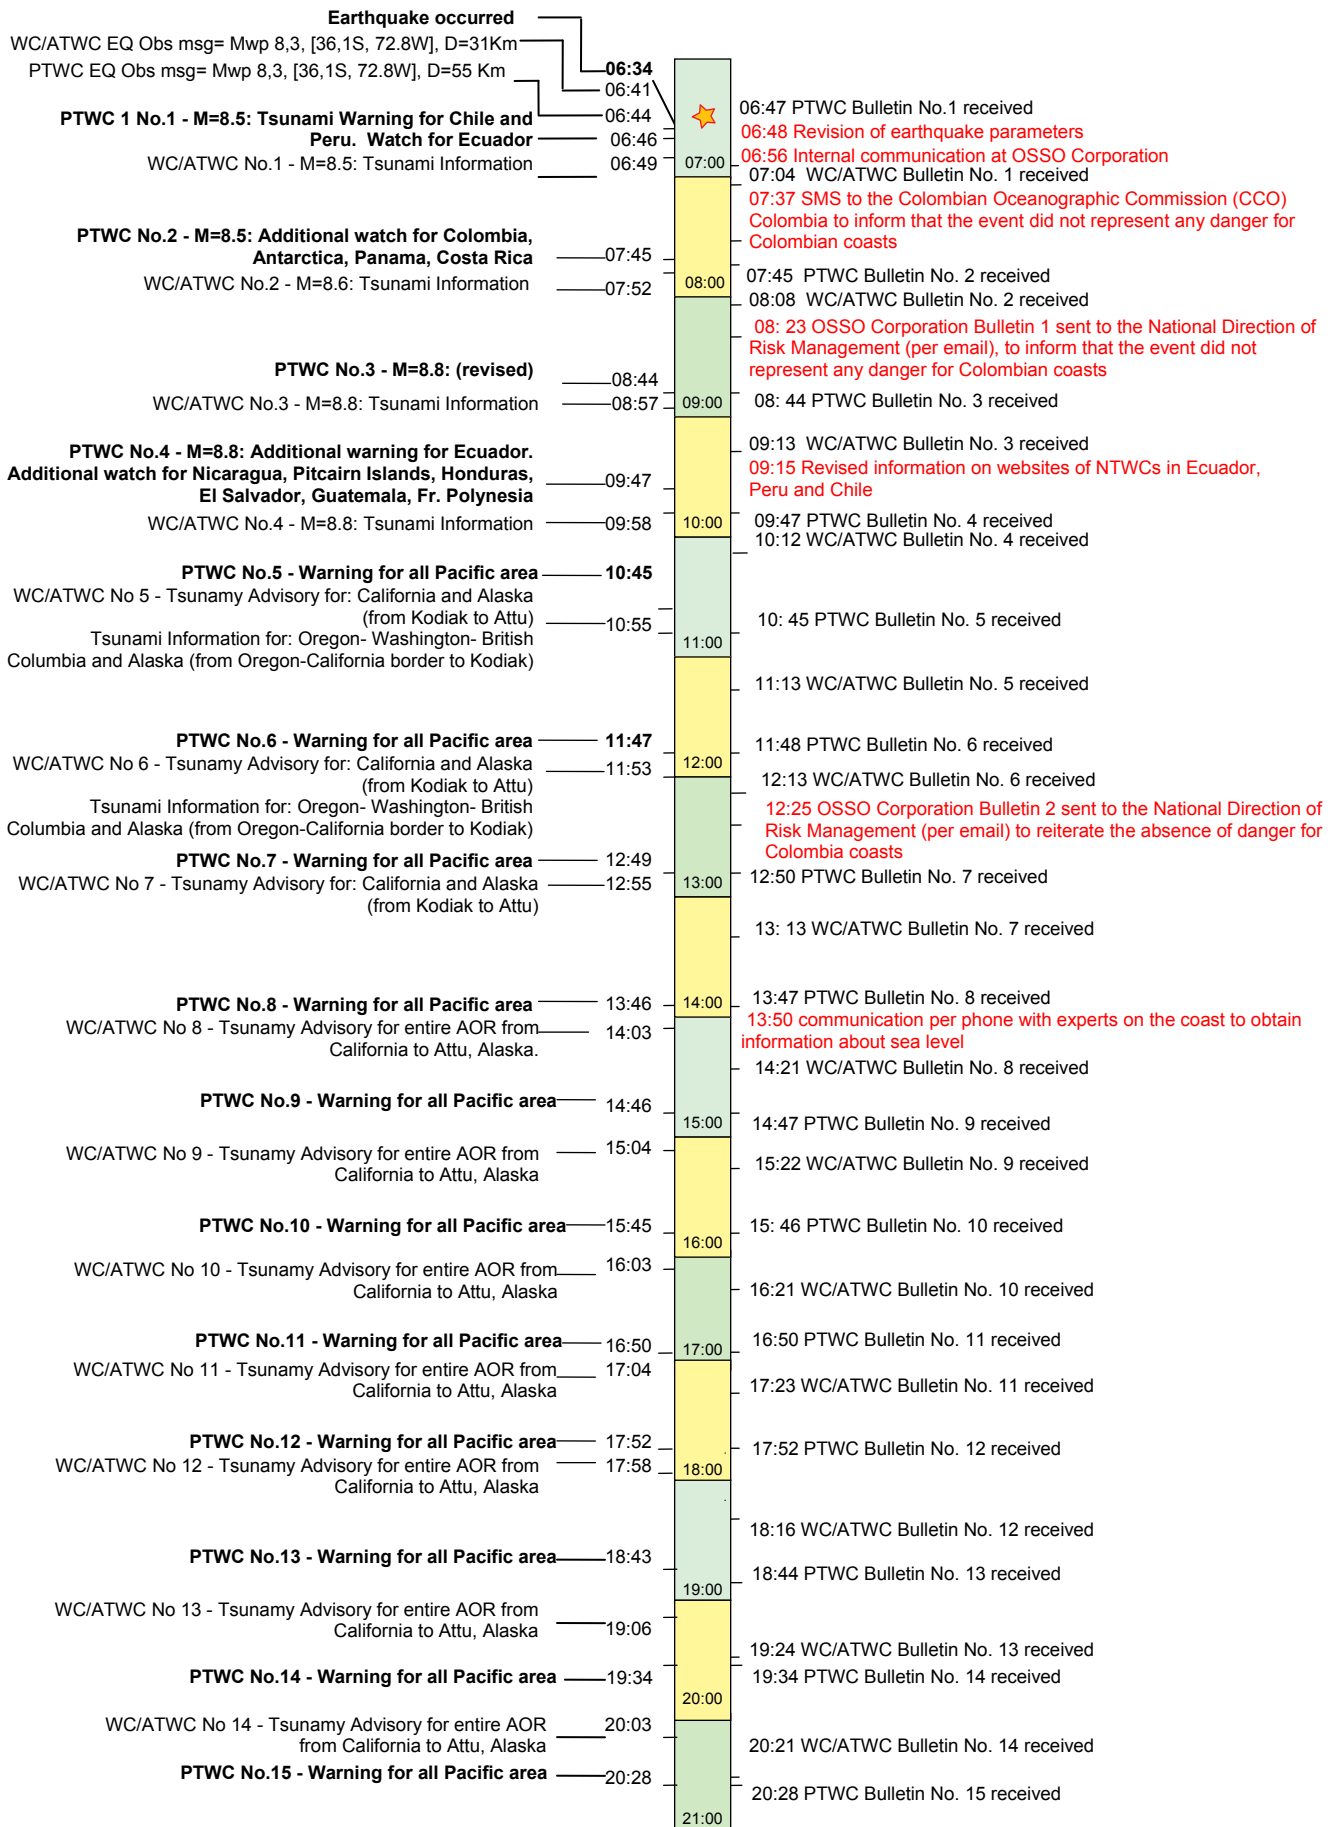 Earthquake occurred
WC/ATWC EQ Obs msg= Mwp 8,3, [36,1S, 72.8W], D=31Km
PTWC EQ Obs msg= Mwp 8,3, [36,1S, 72.8W], D=55 Km
06:34
06:41
06:44
PTWC 1 No.1 - M=8.5: Tsunami Warning for Chile and
Peru.  Watch for Ecuador
06:46
WC/ATWC No.1 - M=8.5: Tsunami Information
06:49
07:00
06:47 PTWC Bulletin No.1 received
06:48 Revision of earthquake parameters
06:56 Internal communication at OSSO Corporation
07:04  WC/ATWC Bulletin No. 1 received
07:37 SMS to the Colombian Oceanographic Commission (CCO)
Colombia to inform that the event did not represent any danger for
Colombian coasts
PTWC No.2 - M=8.5: Additional watch for Colombia,
Antarctica, Panama, Costa Rica
07:45
WC/ATWC No.2 - M=8.6: Tsunami Information
07:52
08:00
07:45  PTWC Bulletin No. 2 received
08:08  WC/ATWC Bulletin No. 2 received
08: 23 OSSO Corporation Bulletin 1 sent to the National Direction of
Risk Management (per email), to inform that the event did not
represent any danger for Colombian coasts
PTWC No.3 - M=8.8: (revised)
08:44
WC/ATWC No.3 - M=8.8: Tsunami Information
08:57
09:00
08: 44 PTWC Bulletin No. 3 received
09:13  WC/ATWC Bulletin No. 3 received
09:15 Revised information on websites of NTWCs in Ecuador,
Peru and Chile
PTWC No.4 - M=8.8: Additional warning for Ecuador.
Additional watch for Nicaragua, Pitcairn Islands, Honduras,
El Salvador, Guatemala, Fr. Polynesia
09:47
WC/ATWC No.4 - M=8.8: Tsunami Information
09:58
10:00
09:47 PTWC Bulletin No. 4 received
10:12 WC/ATWC Bulletin No. 4 received
PTWC No.5 - Warning for all Pacific area
10:45
WC/ATWC No 5 - Tsunamy Advisory for: California and Alaska
(from Kodiak to Attu)
10:55
Tsunami Information for: Oregon- Washington- British
Columbia and Alaska (from Oregon-California border to Kodiak)
11:00
10: 45 PTWC Bulletin No. 5 received
11:13 WC/ATWC Bulletin No. 5 received
PTWC No.6 - Warning for all Pacific area
11:47
WC/ATWC No 6 - Tsunamy Advisory for: California and Alaska
(from Kodiak to Attu)
11:53
Tsunami Information for: Oregon- Washington- British
Columbia and Alaska (from Oregon-California border to Kodiak)
12:00
11:48 PTWC Bulletin No. 6 received
12:13 WC/ATWC Bulletin No. 6 received
12:25 OSSO Corporation Bulletin 2 sent to the National Direction of
Risk Management (per email) to reiterate the absence of danger for
Colombia coasts
PTWC No.7 - Warning for all Pacific area
12:49
WC/ATWC No 7 - Tsunamy Advisory for: California and Alaska
(from Kodiak to Attu)
12:55
13:00
12:50 PTWC Bulletin No. 7 received
13: 13 WC/ATWC Bulletin No. 7 received
PTWC No.8 - Warning for all Pacific area
13:46
WC/ATWC No 8 - Tsunamy Advisory for entire AOR from
California to Attu, Alaska.
14:03
14:00
13:47 PTWC Bulletin No. 8 received
13:50 communication per phone with experts on the coast to obtain
information about sea level
14:21 WC/ATWC Bulletin No. 8 received
PTWC No.9 - Warning for all Pacific area
14:46
15:00
14:47 PTWC Bulletin No. 9 received
WC/ATWC No 9 - Tsunamy Advisory for entire AOR from
California to Attu, Alaska
15:04
15:22 WC/ATWC Bulletin No. 9 received
PTWC No.10 - Warning for all Pacific area
15:45
16:00
15: 46 PTWC Bulletin No. 10 received
WC/ATWC No 10 - Tsunamy Advisory for entire AOR from
California to Attu, Alaska
16:03
16:21 WC/ATWC Bulletin No. 10 received
PTWC No.11 - Warning for all Pacific area
16:50
17:00
16:50 PTWC Bulletin No. 11 received
WC/ATWC No 11 - Tsunamy Advisory for entire AOR from
California to Attu, Alaska
17:04
17:23 WC/ATWC Bulletin No. 11 received
PTWC No.12 - Warning for all Pacific area
17:52
WC/ATWC No 12 - Tsunamy Advisory for entire AOR from
California to Attu, Alaska
17:58
18:00
17:52 PTWC Bulletin No. 12 received
18:16 WC/ATWC Bulletin No. 12 received
PTWC No.13 - Warning for all Pacific area
18:43
19:00
18:44 PTWC Bulletin No. 13 received
WC/ATWC No 13 - Tsunamy Advisory for entire AOR from
California to Attu, Alaska
19:06
19:24 WC/ATWC Bulletin No. 13 received
PTWC No.14 - Warning for all Pacific area
19:34
20:00
19:34 PTWC Bulletin No. 14 received
WC/ATWC No 14 - Tsunamy Advisory for entire AOR
from California to Attu, Alaska
20:03
20:21 WC/ATWC Bulletin No. 14 received
PTWC No.15 - Warning for all Pacific area
20:28
20:28 PTWC Bulletin No. 15 received
21:00